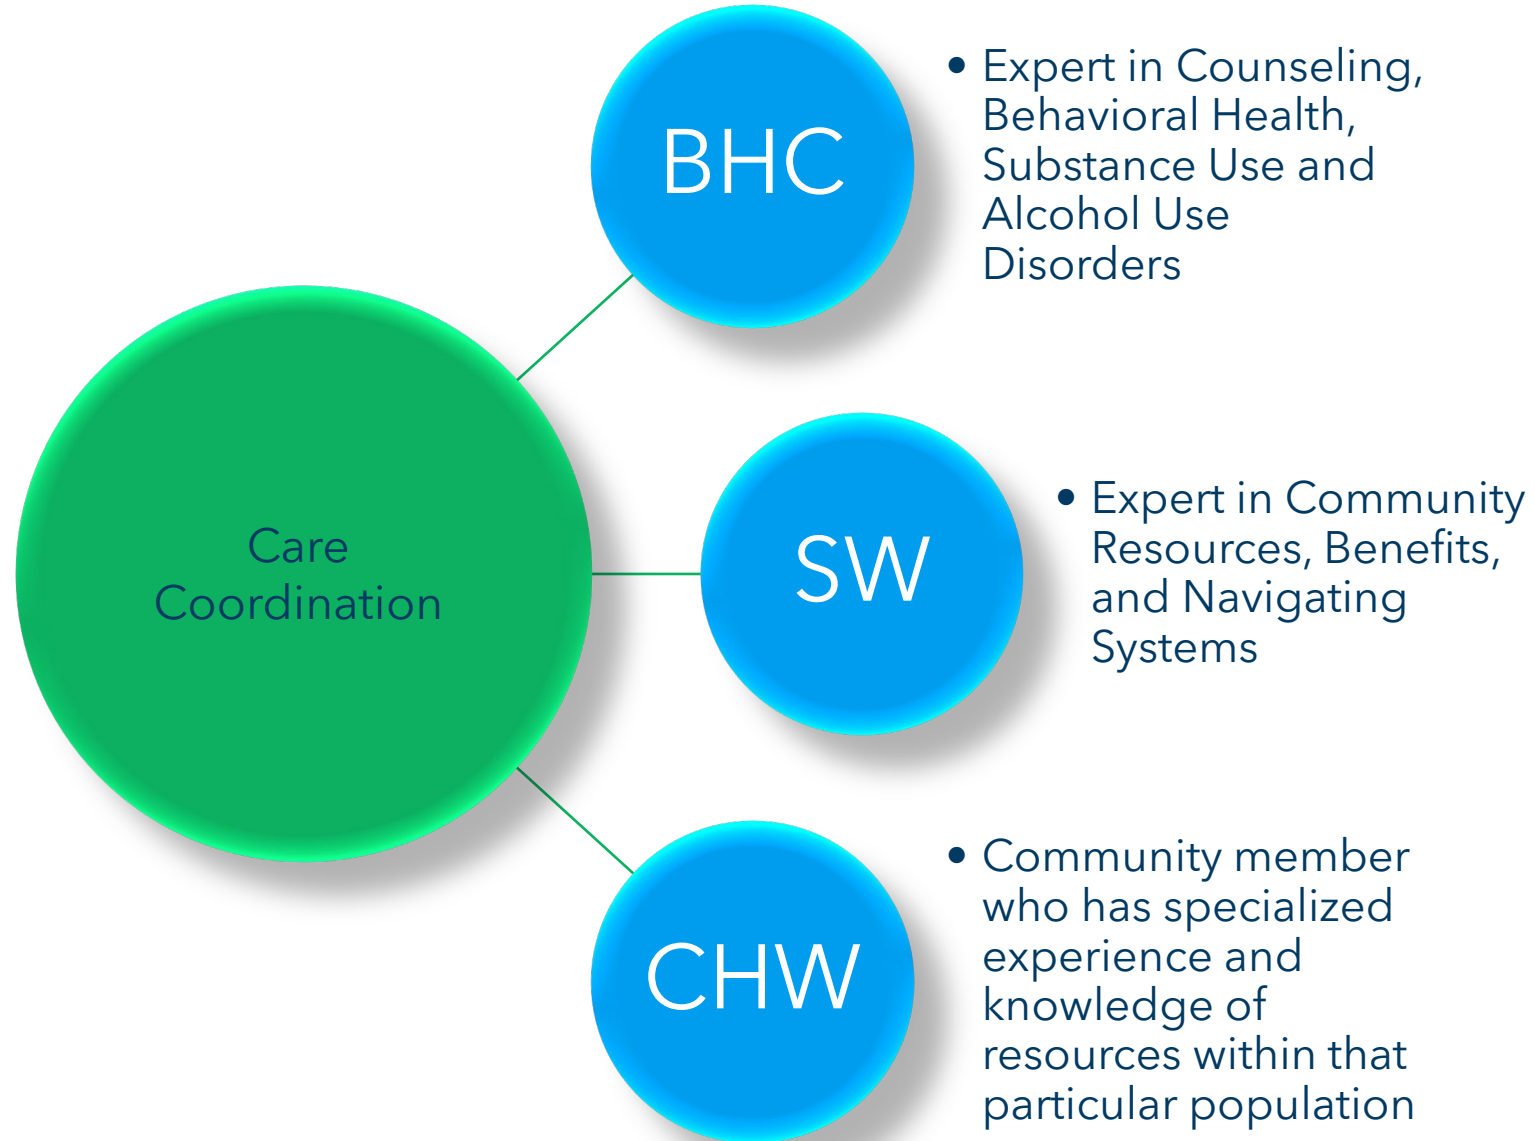 BHC
• Expert in Counseling,
Behavioral Health,
Substance Use and
Alcohol Use
Disorders
Care
Coordination
SW
• Expert in Community
Resources, Benefits,
and Navigating
Systems
CHW
• Community member
who has specialized
experience and
knowledge of
resources within that
particular population